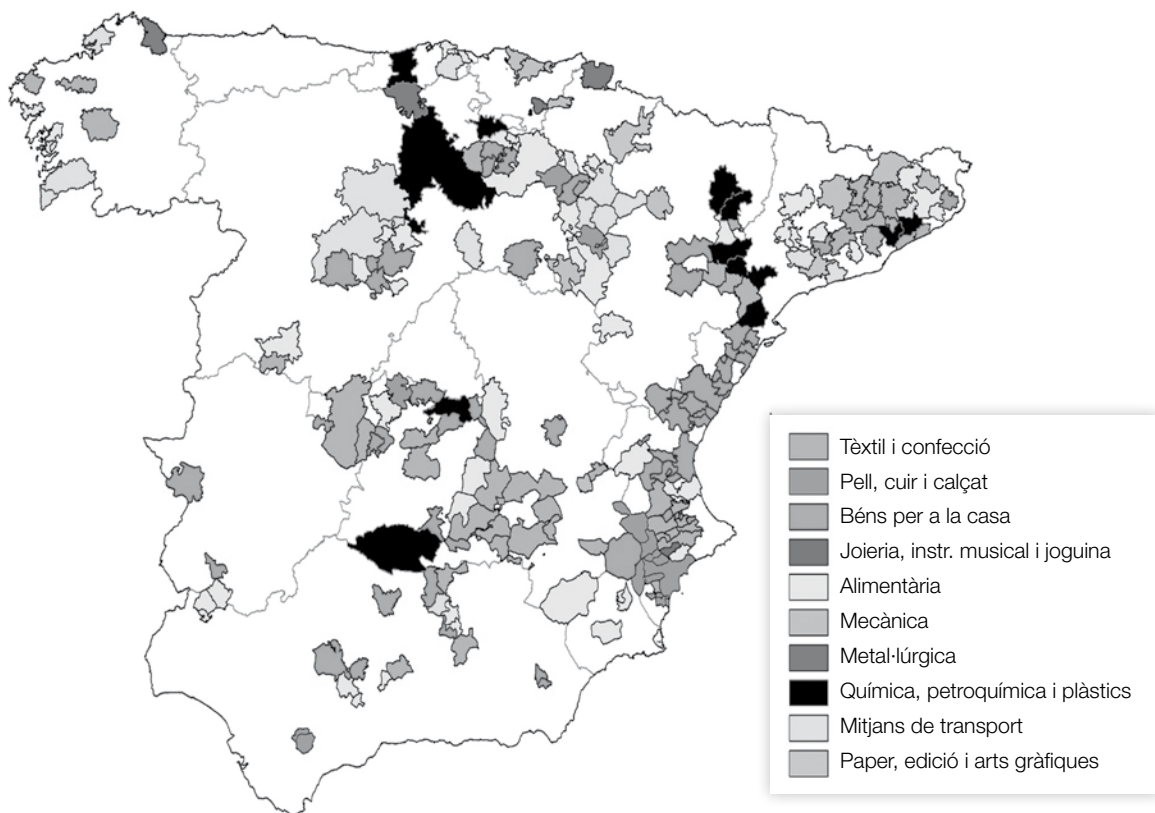 Tèxtil i confecció
Pell, cuir i calçat
Béns per a la casa
Joieria, instr. musical i joguina
Alimentària
Mecànica
Metal·lúrgica
Química, petroquímica i plàstics
Mitjans de transport
Paper, edició i arts gràfiques